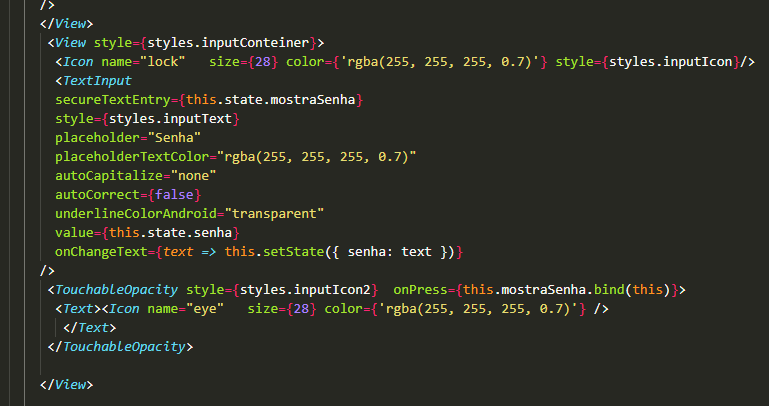 />
</View>
<View style={styles.inputConteiner}>
<Icon name="lock"   size={28} color={'rgba(255, 255, 255, 0.7)'} style={styles.inputIcon}/>
<TextInput
secureTextEntry={this.state.mostraSenha}
style={styles.inputText}
placeholder="Senha"
placeholderTextColor="rgba(255, 255, 255, 0.7)"
autoCapitalize="none"
autoCorrect={false}
underlineColorAndroid="transparent"
value={this.state.senha}
onChangeText={text => this.setState({ senha: text })}
/>
<TouchableOpacity style={styles.inputIcon2}  onPress={this.mostraSenha.bind(this)}>
<Text><Icon name="eye"   size={28} color={'rgba(255, 255, 255, 0.7)'} />
</Text>
</TouchableOpacity>
</View>